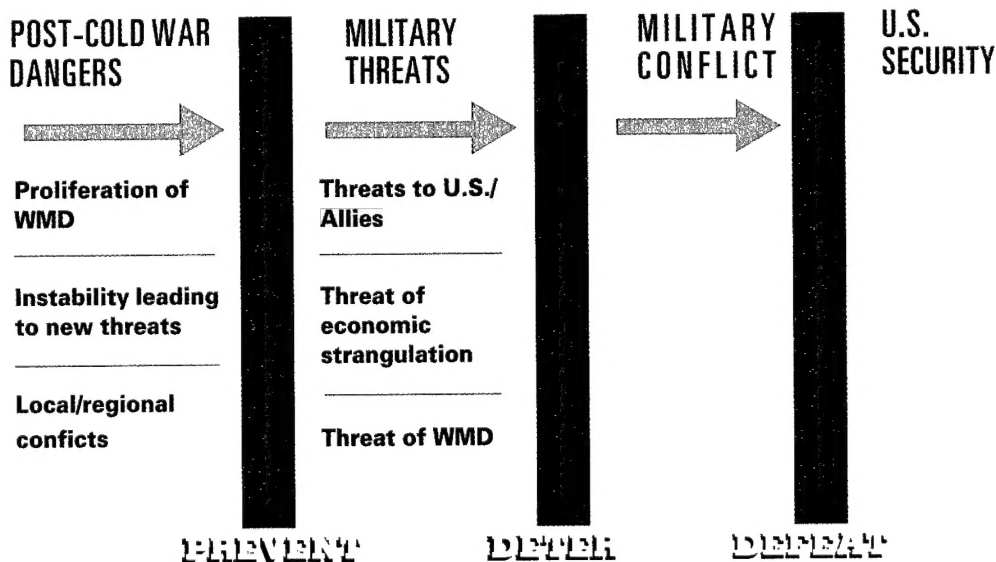 POST-COLD WAR
DANGERS
Proliferation of
WMD
Instability leading
to new threats
Local/regional
conficts
MILITARY
THREATS
Threats to U.S./
Allies
Threat of
economic
strangulation
Threat of WMD
MILITARY
CONFLICT
U.S.
SECURITY
PREVENT
DETER
DEFEAT